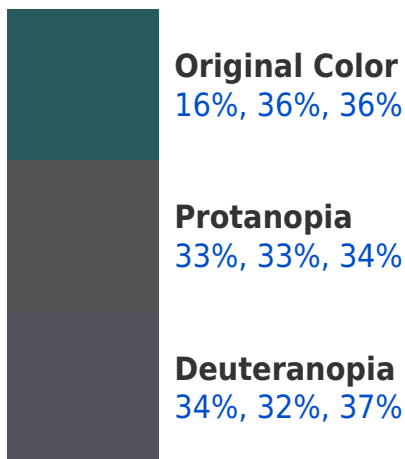 Original Color
16%, 36%, 36%
Protanopia
33%, 33%, 34%
Deuteranopia
34%, 32%, 37%